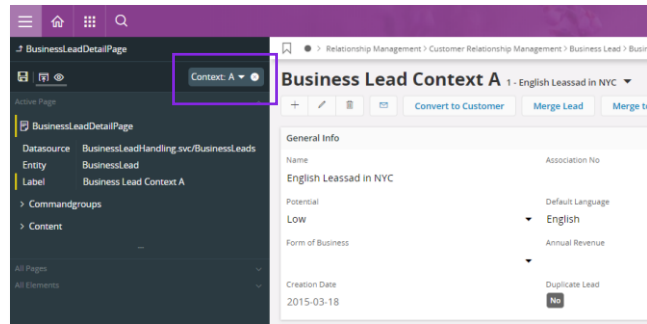 BusinessLeadDetailPage
Context: A
Active Page
BusinessLeadDetailPage
Datasource BusinessLeadHandling.svc/BusinessLeads
Entity BusinessLead
Label Business Lead Context A
> Commandgroups
> Content
...
All Pages
All Elements
> Relationship Management > Customer Relationship Management > Business Lead > Busin
Business Lead Context A 1 - English Leassad in NYC
Convert to Customer Merge Lead Merge to
General Info
Name Association No
English Leassad in NYC
Potential Default Language
Low English
Form of Business Annual Revenue
Creation Date Duplicate Lead
2015-03-18 No